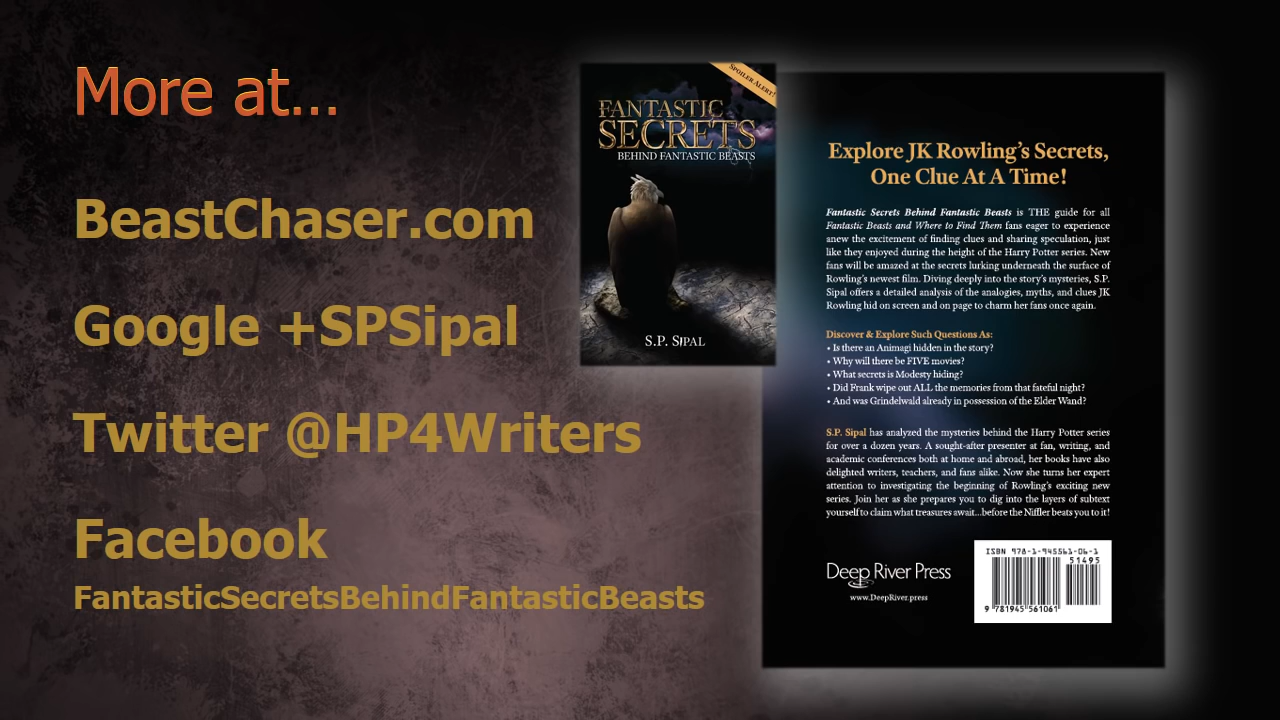 More at...
BeastChaser.com
Google +SPSipal
Twitter @HP4Writers
Facebook
FantasticSecretsBehindFantasticBeasts
SPOILER ALERT!
FANTASTIC
SECRETS
BEHIND FANTASTIC BEASTS
S.P. SIPAL
Explore JK Rowling's Secrets,
One Clue At A Time!
Fantastic Secrets Behind Fantastic Beasts is THE guide for all
Fantastic Beasts and Where to Find Them fans eager to experience
anew the excitement of finding clues and sharing speculation, just
like they enjoyed during the height of the Harry Potter series. New
fans will be amazed at the secrets lurking underneath the surface of
Rowling's newest film. Diving deeply into the story's mysteries, S.P.
Sipal offers a detailed analysis of the analogies, myths, and clues JK
Rowling hid on screen and on page to charm her fans once again.
Discover & Explore Such Questions As:
• Is there an Animagi hidden in the story?
• Why will there be FIVE movies?
• What secrets is Modesty hiding?
• Did Frank wipe out ALL the memories from that fateful night?
• And was Grindelwald already in possession of the Elder Wand?
S.P. Sipal has analyzed the mysteries behind the Harry Potter series
for over a dozen years. A sought-after presenter at fan, writing, and
academic conferences both at home and abroad, her books have also
delighted writers, teachers, and fans alike. Now she turns her expert
attention to investigating the beginning of Rowling's exciting new
series. Join her as she prepares you to dig into the layers of subtext
yourself to claim what treasures await...before the Niffler beats you to it!
Deep River Press
www.DeepRiver.press
ISBN 978-1-945561-06-1
51495
9 781945 561061